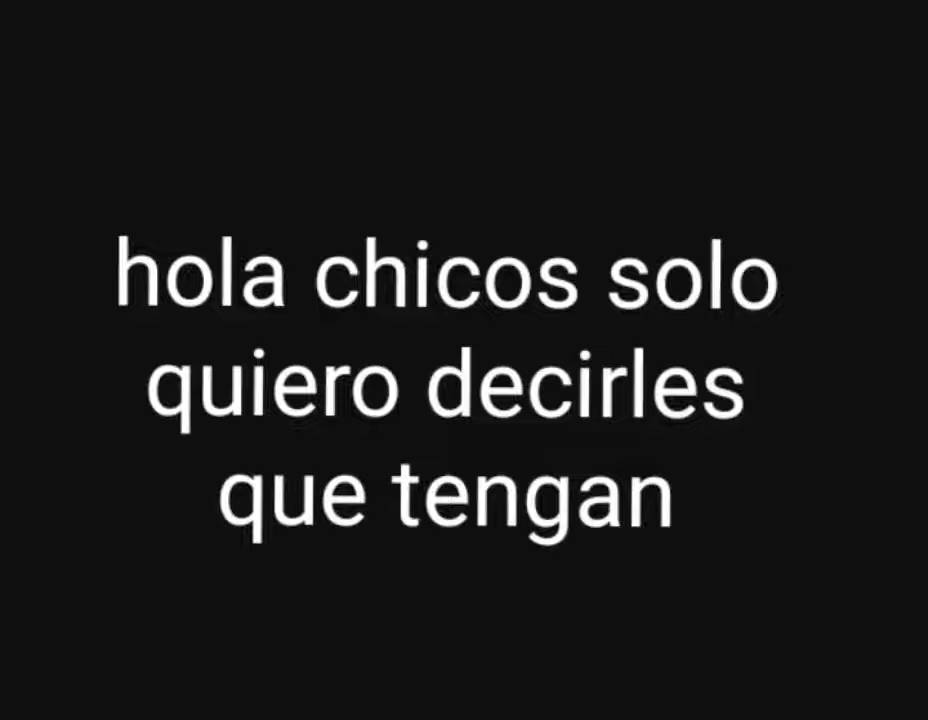 hola chicos solo
quiero decirles
que tengan